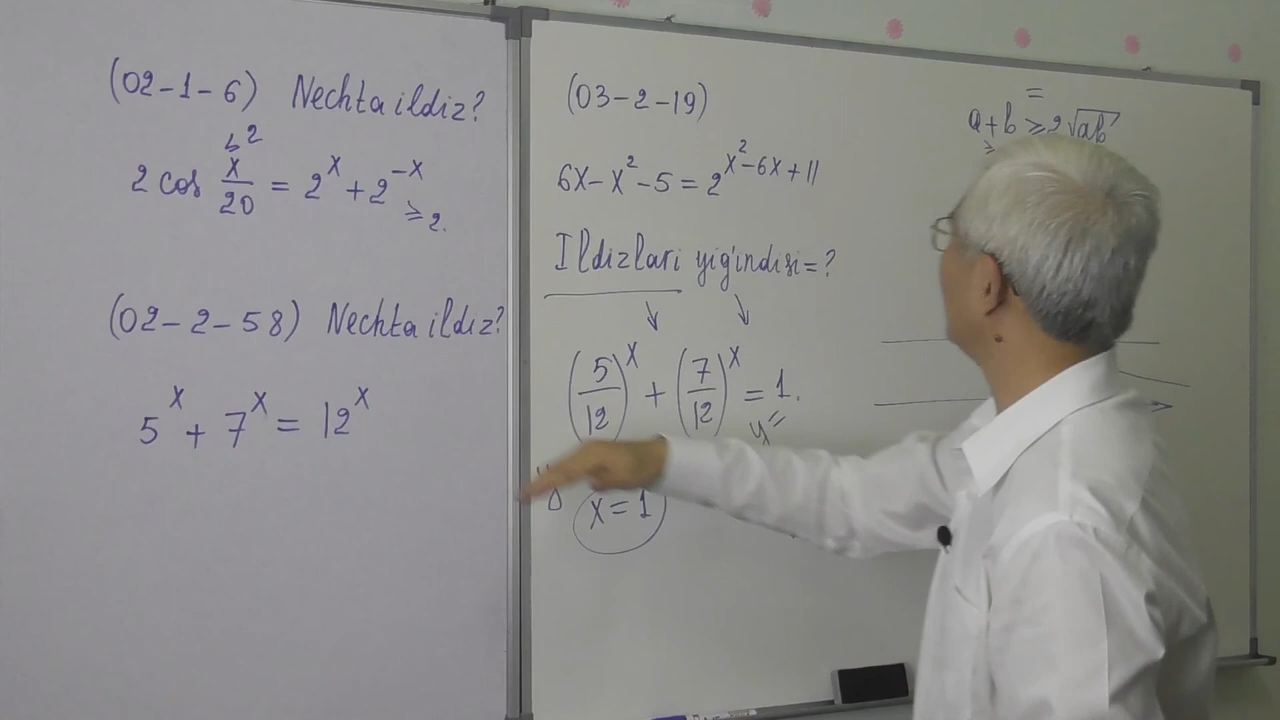 (02-1-6) Nechta ildiz?
2 cos x/20 = 2^x + 2^-x
≥ 2.
(02-2-58) Nechta ildiz?
5^x + 7^x = 12^x
(03-2-19)
6x - x^2 - 5 = 2^x^2-6x+11
Ildizlari yig'indisi = ?
(5/12)^x + (7/12)^x = 1.
y =
y
x = 1
=
a + b ≥ 2√ab
≥